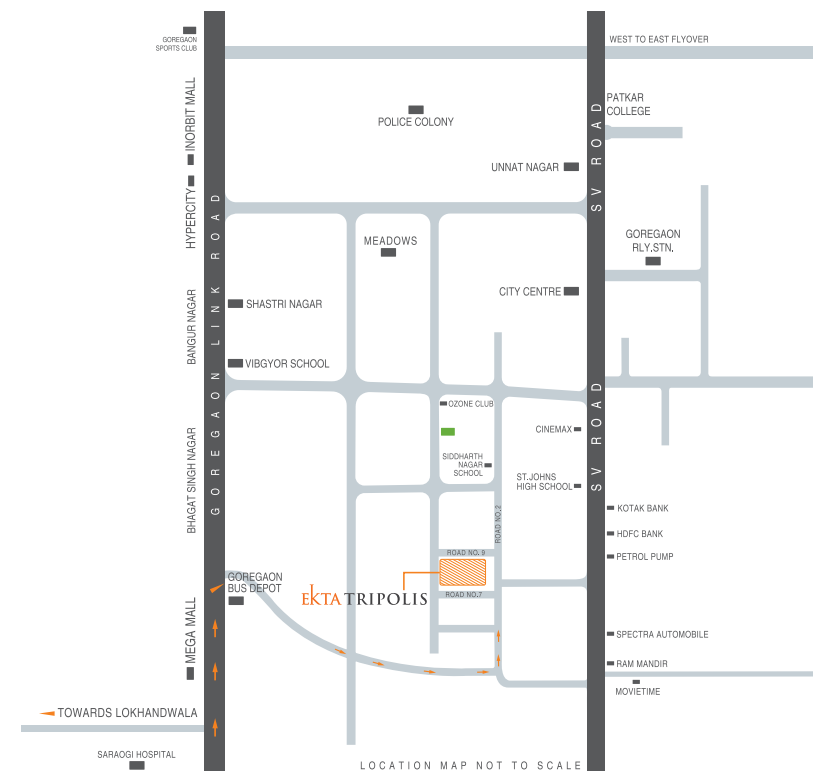 GOREGAON
SPORTS CLUB
WEST TO EAST FLYOVER
INORBIT MALL
POLICE COLONY
PATKAR
COLLEGE
SV ROAD
UNNAT NAGAR
HYPERCITY
MEADOWS
GOREGAON
RLY.STN.
GOREGAON LINK ROAD
SHASTRI NAGAR
CITY CENTRE
BANGUR NAGAR
VIBGYOR SCHOOL
OZONE CLUB
SV ROAD
CINEMAX
BHAGAT SINGH NAGAR
SIDDHARTH
NAGAR
SCHOOL
ST.JOHNS
HIGH SCHOOL
ROAD NO.2
KOTAK BANK
HDFC BANK
ROAD NO. 9
PETROL PUMP
GOREGAON
BUS DEPOT
EKTA TRIPOLIS
ROAD NO.7
MEGA MALL
SPECTRA AUTOMOBILE
RAM MANDIR
MOVIETIME
TOWARDS LOKHANDWALA
SARAOGI HOSPITAL
LOCATION MAP NOT TO SCALE